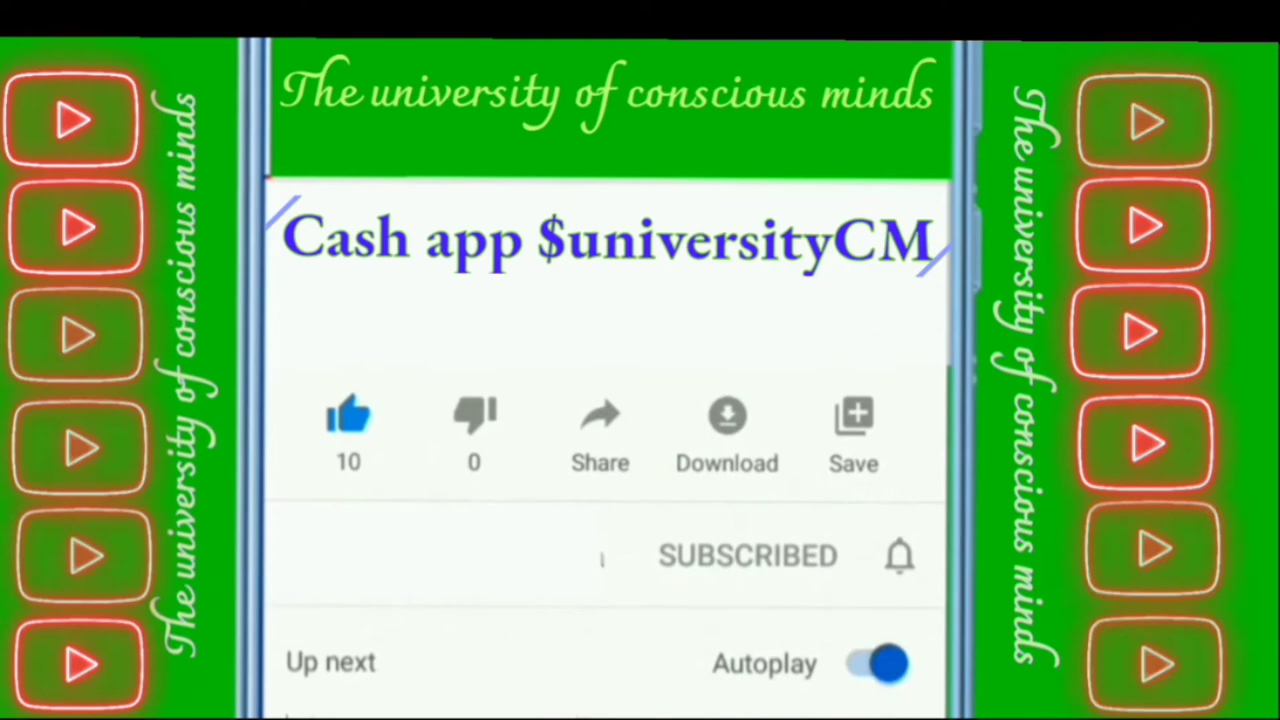 The university of conscious minds
The university of conscious minds
The university of conscious minds
Cash app $universityCM
10
0
Share
Download
Save
SUBSCRIBED
Up next
Autoplay